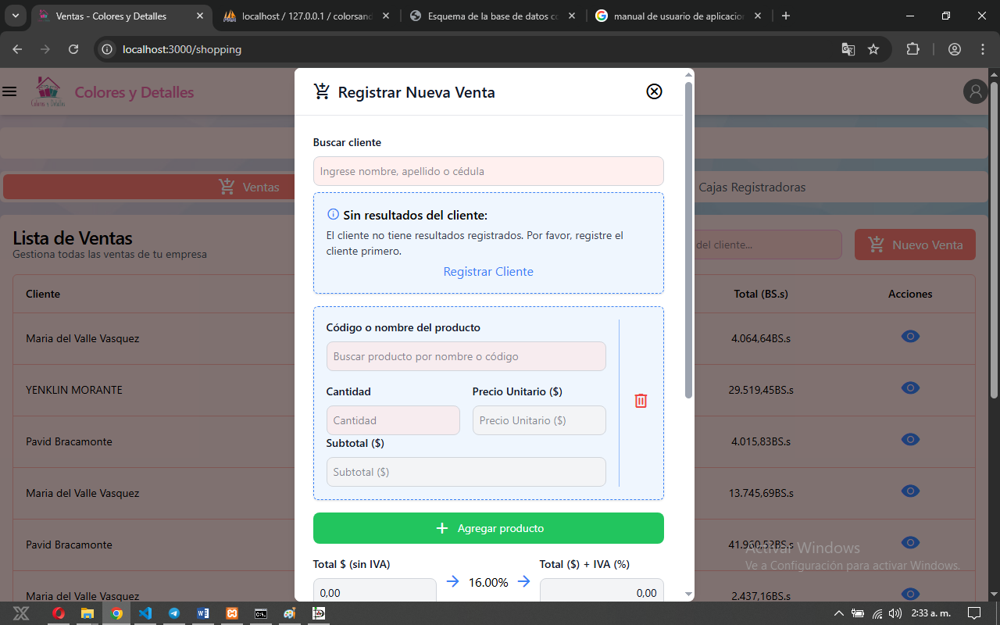 Ventas - Colores y Detalles
localhost / 127.0.0.1 / colorsand
Esquema de la base de datos co
manual de usuario de aplicacion
localhost:3000/shopping
Colores y Detalles
Colores y Detalles
Registrar Nueva Venta
Buscar cliente
Ingrese nombre, apellido o cédula
Ventas
Cajas Registradoras
Sin resultados del cliente:
El cliente no tiene resultados registrados. Por favor, registre el
cliente primero.
Registrar Cliente
Lista de Ventas
Gestiona todas las ventas de tu empresa
del cliente...
Nuevo Venta
Cliente
Total (BS.s)
Acciones
Maria del Valle Vasquez
4.064,64BS.s
YENKLIN MORANTE
29.519,45BS.s
Pavid Bracamonte
4.015,83BS.s
Maria del Valle Vasquez
13.745,69BS.s
Pavid Bracamonte
41.960,52BS.s
Maria del Valle Vasquez
2.437,16BS.s
Código o nombre del producto
Buscar producto por nombre o código
Cantidad
Precio Unitario ($)
Cantidad
Precio Unitario ($)
Subtotal ($)
Subtotal ($)
Agregar producto
Total $ (sin IVA)
Total ($) + IVA (%)
16.00%
0,00
0,00
Activar Windows
Ve a Configuración para activar Windows.
2:33 a. m.